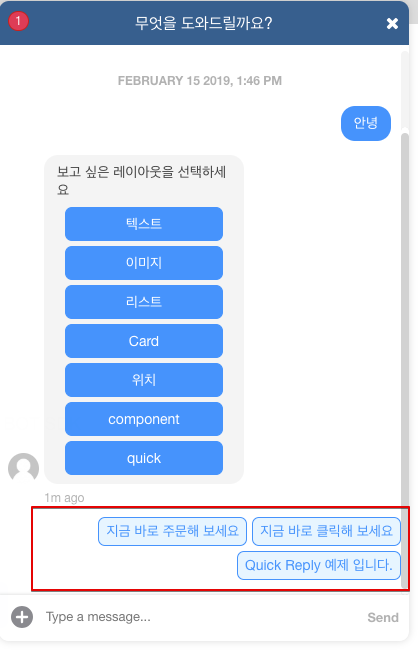 1
무엇을 도와드릴까요?
FEBRUARY 15 2019, 1:46 PM
안녕
보고 싶은 레이아웃을 선택하세
요
텍스트
이미지
리스트
Card
위치
component
quick
1m ago
지금 바로 주문해 보세요 지금 바로 클릭해 보세요
Quick Reply 예제 입니다.
Type a message... Send